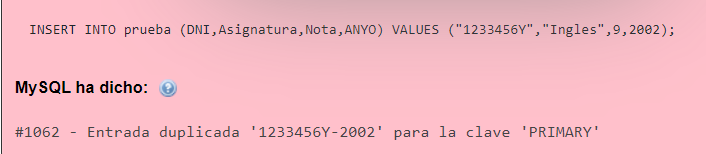 INSERT INTO prueba (DNI,Asignatura,Nota,ANYO) VALUES ("1233456Y","Ingles",9,2002);
MySQL ha dicho:
#1062 - Entrada duplicada '1233456Y-2002' para la clave 'PRIMARY'